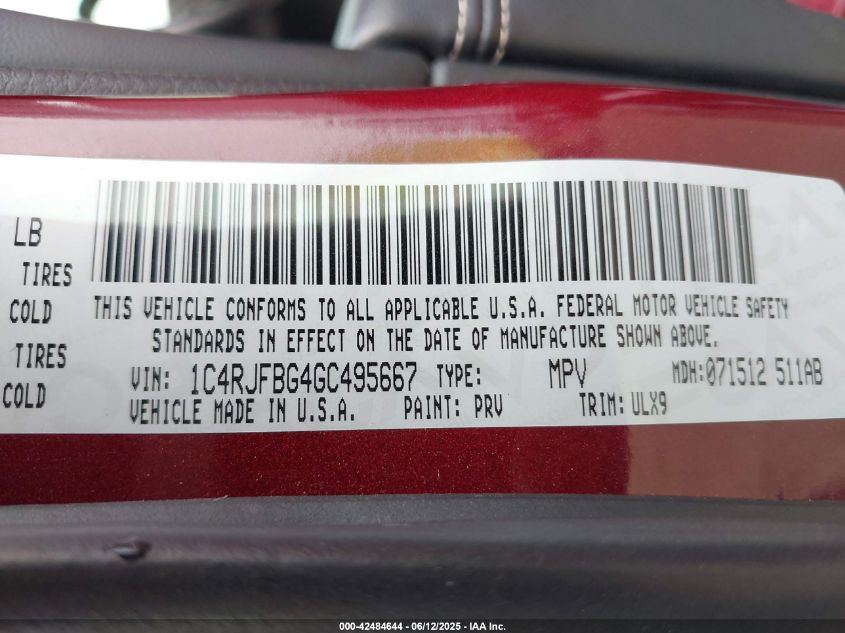 LB
TIRES
COLD
THIS VEHICLE CONFORMS TO ALL APPLICABLE U.S.A. FEDERAL MOTOR VEHICLE SAFETY
STANDARDS IN EFFECT ON THE DATE OF MANUFACTURE SHOWN ABOVE.
TIRES
VIN: 1C4RJFBG4GC495667 TYPE: MPV MDH:071512 511AB
COLD
VEHICLE MADE IN U.S.A. PAINT: PRV TRIM:ULX9
000-42484644 - 06/12/2025 - IAA Inc.